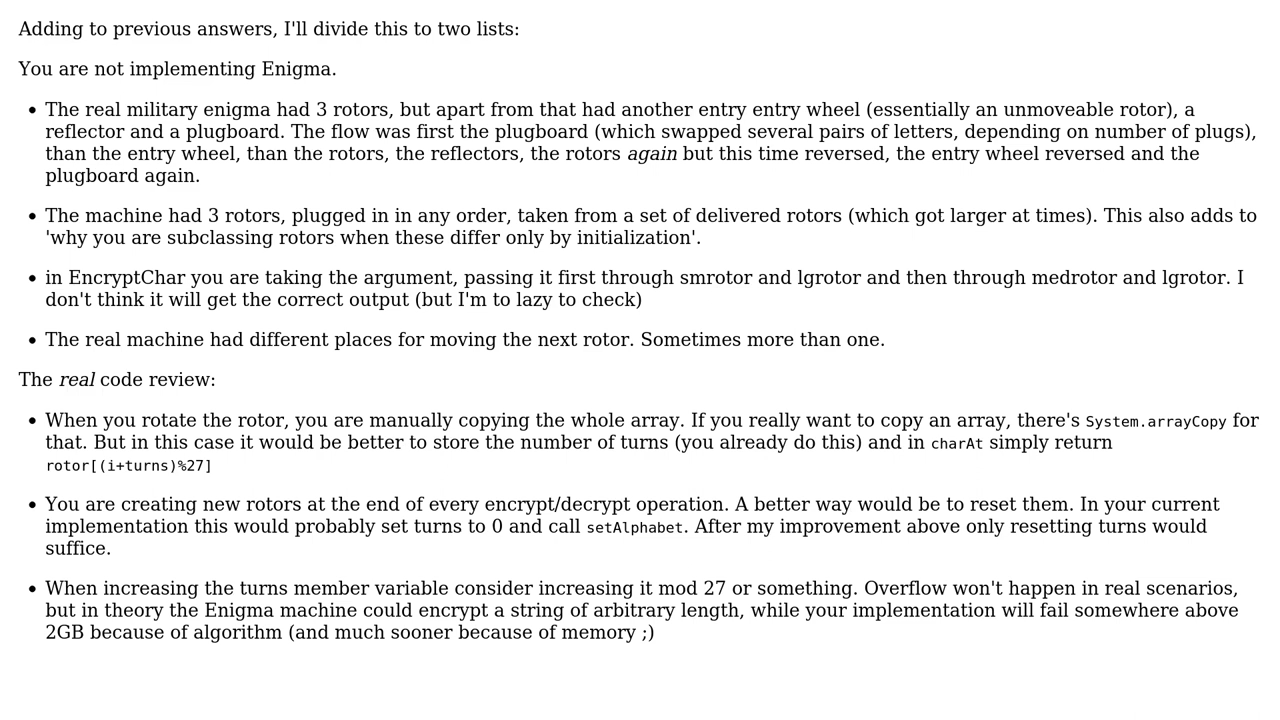 Adding to previous answers, I'll divide this to two lists:
You are not implementing Enigma.
• The real military enigma had 3 rotors, but apart from that had another entry entry wheel (essentially an unmoveable rotor), a
reflector and a plugboard. The flow was first the plugboard (which swapped several pairs of letters, depending on number of plugs),
than the entry wheel, than the rotors, the reflectors, the rotors again but this time reversed, the entry wheel reversed and the
plugboard again.
• The machine had 3 rotors, plugged in in any order, taken from a set of delivered rotors (which got larger at times). This also adds to
'why you are subclassing rotors when these differ only by initialization'.
• in EncryptChar you are taking the argument, passing it first through smrotor and lgrotor and then through medrotor and lgrotor. I
don't think it will get the correct output (but I'm to lazy to check)
• The real machine had different places for moving the next rotor. Sometimes more than one.
The real code review:
• When you rotate the rotor, you are manually copying the whole array. If you really want to copy an array, there's System.arrayCopy for
that. But in this case it would be better to store the number of turns (you already do this) and in charAt simply return
rotor[(i+turns)%27]
• You are creating new rotors at the end of every encrypt/decrypt operation. A better way would be to reset them. In your current
implementation this would probably set turns to 0 and call setAlphabet. After my improvement above only resetting turns would
suffice.
• When increasing the turns member variable consider increasing it mod 27 or something. Overflow won't happen in real scenarios,
but in theory the Enigma machine could encrypt a string of arbitrary length, while your implementation will fail somewhere above
2GB because of algorithm (and much sooner because of memory ;)